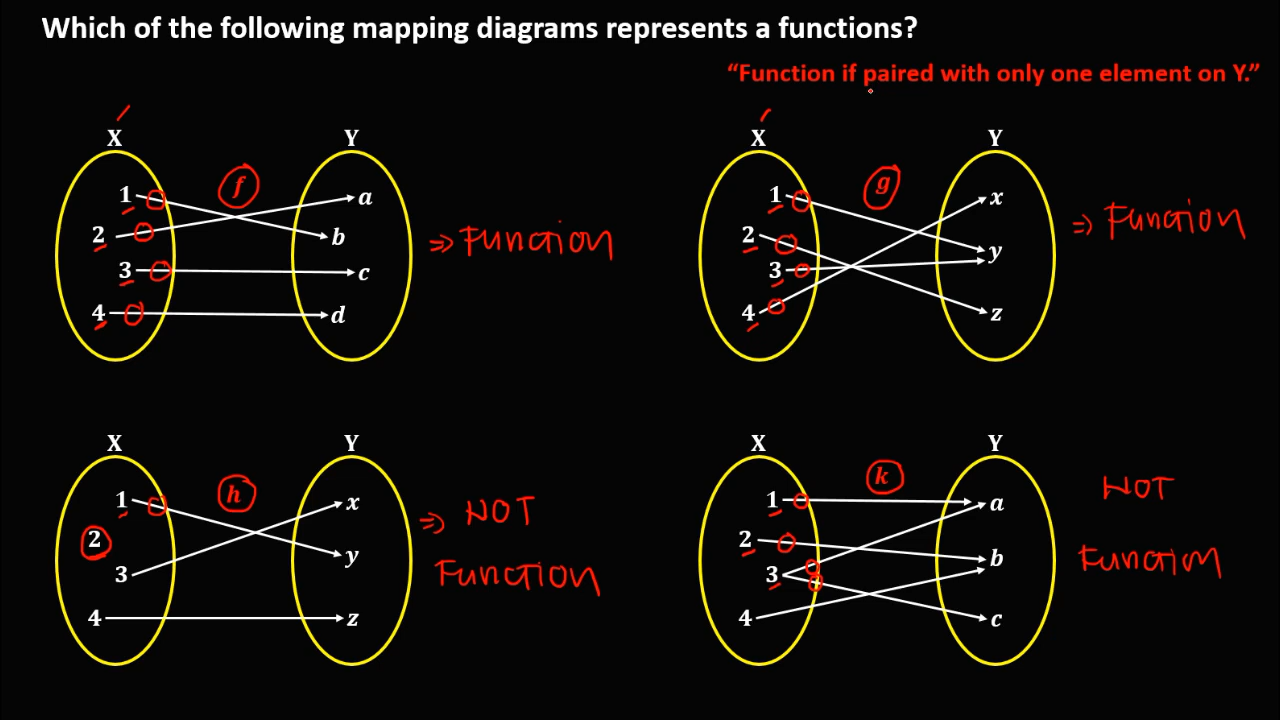 Which of the following mapping diagrams represents a functions?
“Function if paired with only one element on Y.”
X Y
f
1 a
2 b
3 c
4 d
⇒ Function
X Y
g
1 x
2 y
3
4 z
⇒ Function
X Y
h
1 x
2 y
3
4 z
⇒ NOT
Function
X Y
k
1 a
2 b
3
4 c
NOT
Function